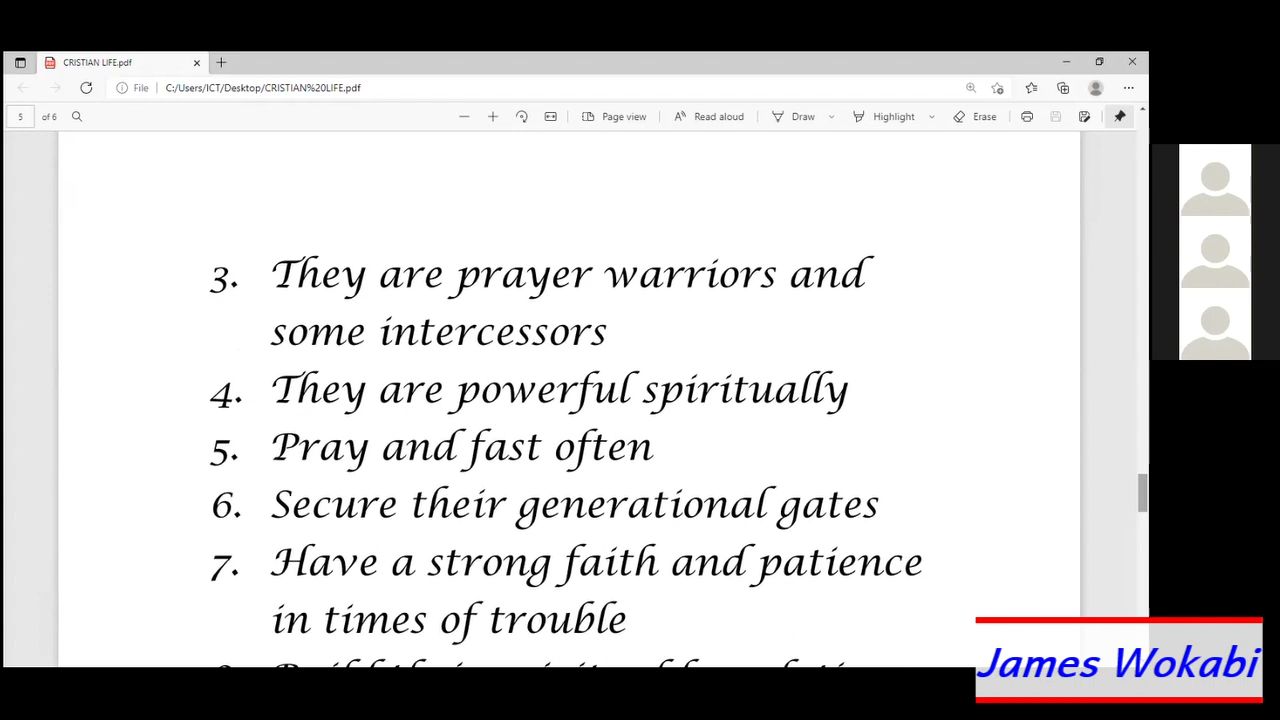 CRISTIAN LIFE.pdf
File C:/Users/ICT/Desktop/CRISTIAN%20LIFE.pdf
5 of 6 Page view Read aloud Draw Highlight Erase
3. They are prayer warriors and
some intercessors
4. They are powerful spiritually
5. Pray and fast often
6. Secure their generational gates
7. Have a strong faith and patience
in times of trouble
James Wokabi